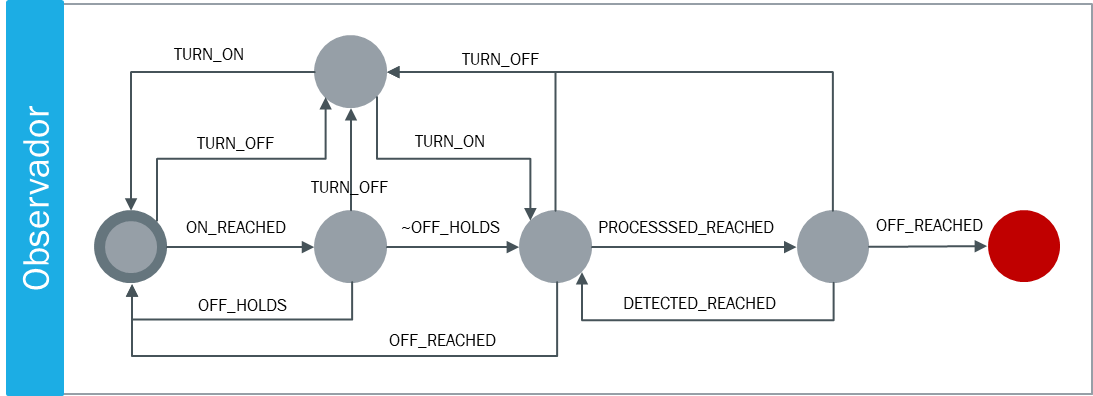 Observador
TURN_ON
TURN_OFF
TURN_OFF
TURN_ON
TURN_OFF
ON_REACHED
~OFF_HOLDS
PROCESSSED_REACHED
OFF_REACHED
OFF_HOLDS
DETECTED_REACHED
OFF_REACHED